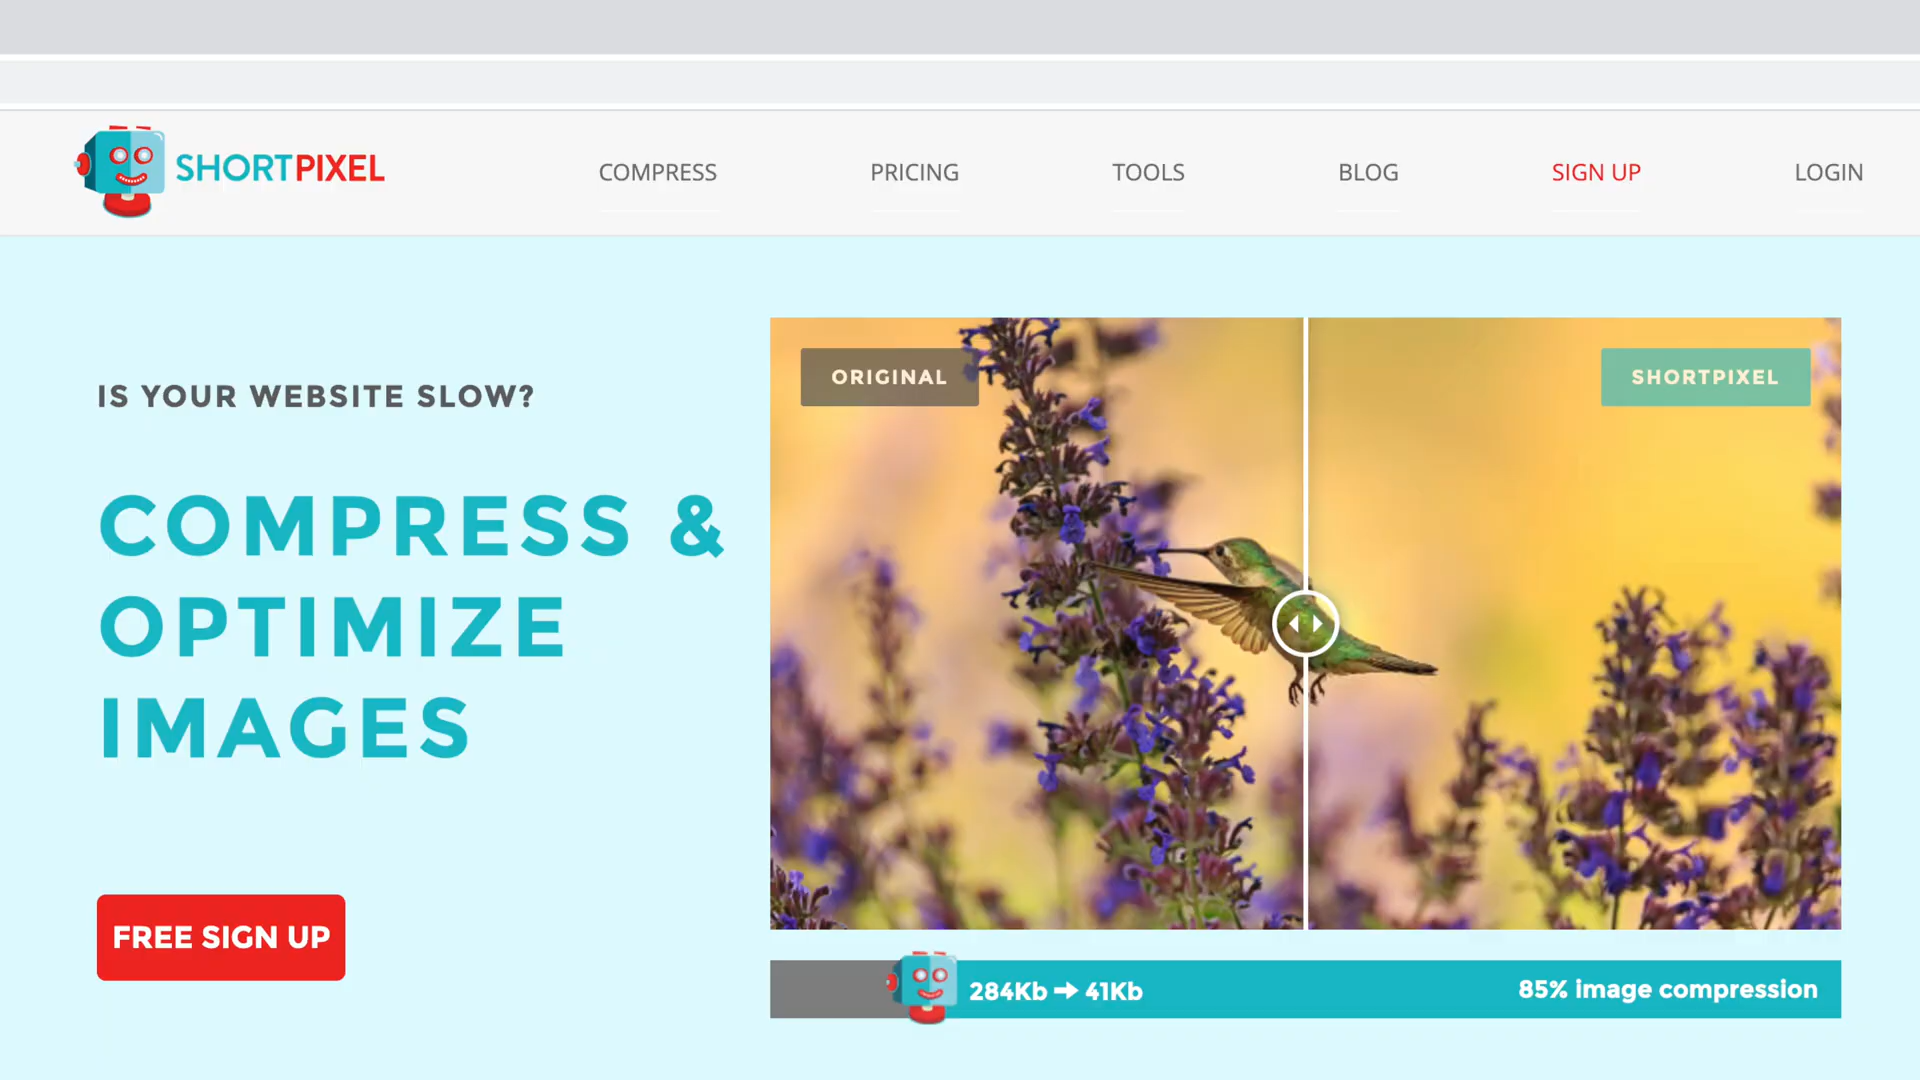 SHORTPIXEL
COMPRESS
PRICING
TOOLS
BLOG
SIGN UP
LOGIN
IS YOUR WEBSITE SLOW?
COMPRESS &
OPTIMIZE
IMAGES
FREE SIGN UP
ORIGINAL
SHORTPIXEL
284Kb → 41Kb
85% image compression